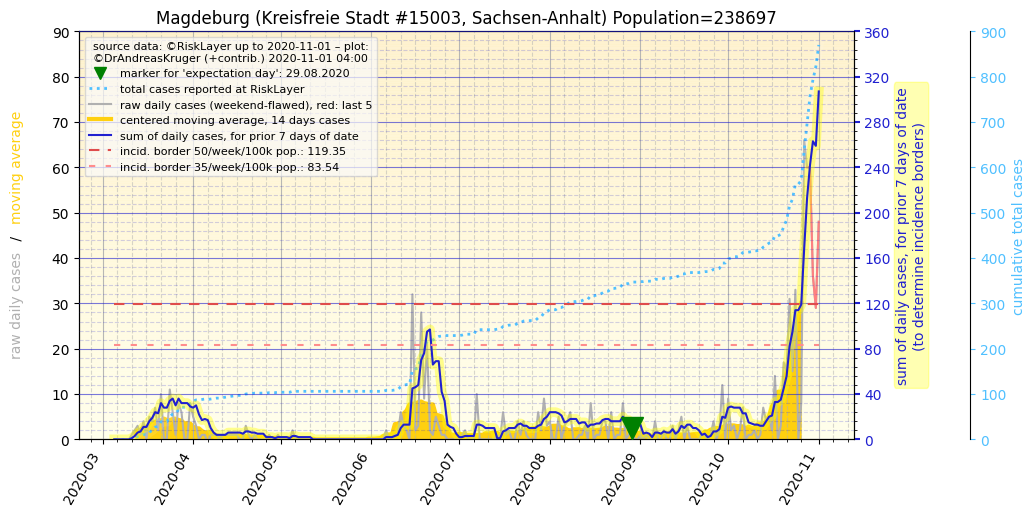 Magdeburg (Kreisfreie Stadt #15003, Sachsen-Anhalt) Population=238697
source data: ©RiskLayer up to 2020-11-01 – plot:
©DrAndreasKruger (+contrib.) 2020-11-01 04:00
marker for 'expectation day': 29.08.2020
total cases reported at RiskLayer
raw daily cases (weekend-flawed), red: last 5
centered moving average, 14 days cases
sum of daily cases, for prior 7 days of date
incid. border 50/week/100k pop.: 119.35
incid. border 35/week/100k pop.: 83.54
raw daily cases / moving average
90
80
70
60
50
40
30
20
10
0
2020-03
2020-04
2020-05
2020-06
2020-07
2020-08
2020-09
2020-10
2020-11
360
320
280
240
200
160
120
80
40
0
sum of daily cases, for prior 7 days of date
(to determine incidence borders)
900
800
700
600
500
400
300
200
100
0
cumulative total cases